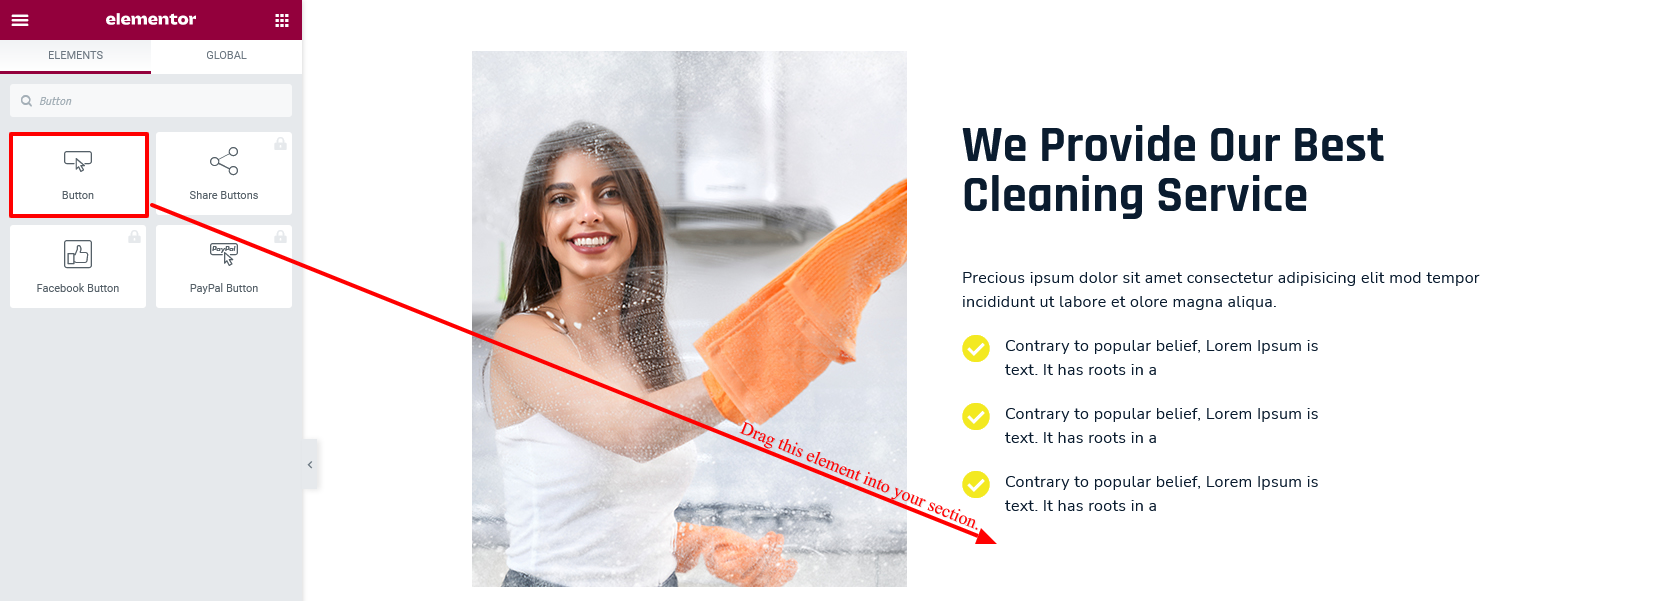 elementor
ELEMENTS
GLOBAL
Button
Button
Share Buttons
Facebook Button
PayPal
PayPal Button
We Provide Our Best
Cleaning Service
Precious ipsum dolor sit amet consectetur adipisicing elit mod tempor
incididunt ut labore et olore magna aliqua.
Contrary to popular belief, Lorem Ipsum is
text. It has roots in a
Contrary to popular belief, Lorem Ipsum is
text. It has roots in a
Contrary to popular belief, Lorem Ipsum is
text. It has roots in a
Drag this element into your section.